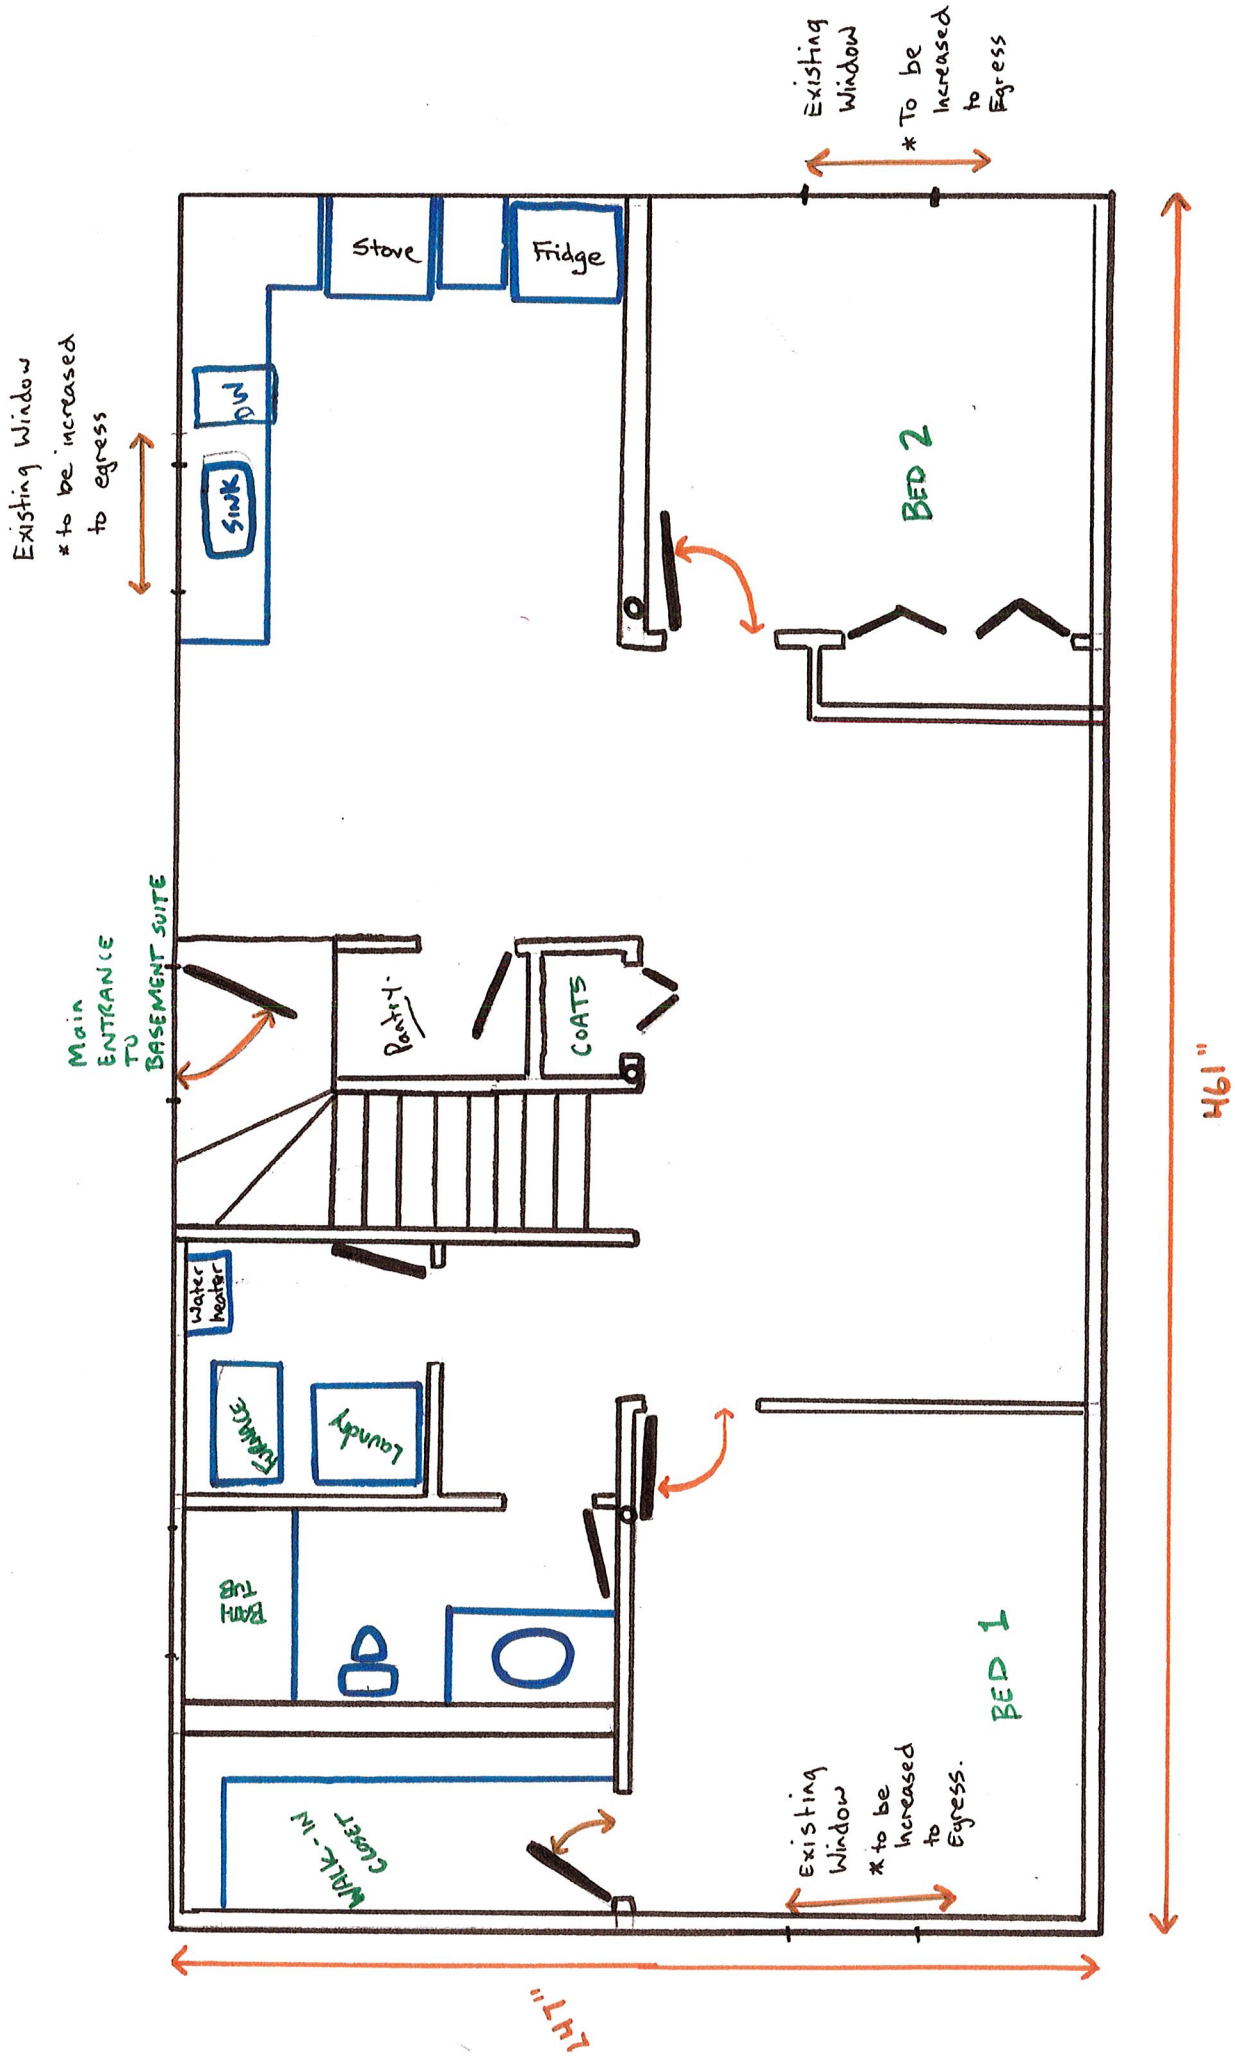 Existing Window
* to be increased
to egress
Main
ENTRANCE
TO
BASEMENT SUITE
Existing
Window
* To be
Increased
to
Egress
SINK
DW
Stove
Fridge
Pantry.
COATS
Water
heater
FURNACE
Laundry
BATH
TUB
WALK-IN
CLOSET
BED 2
BED 1
Existing
Window
* to be
Increased
to
Egress.
247"
461"